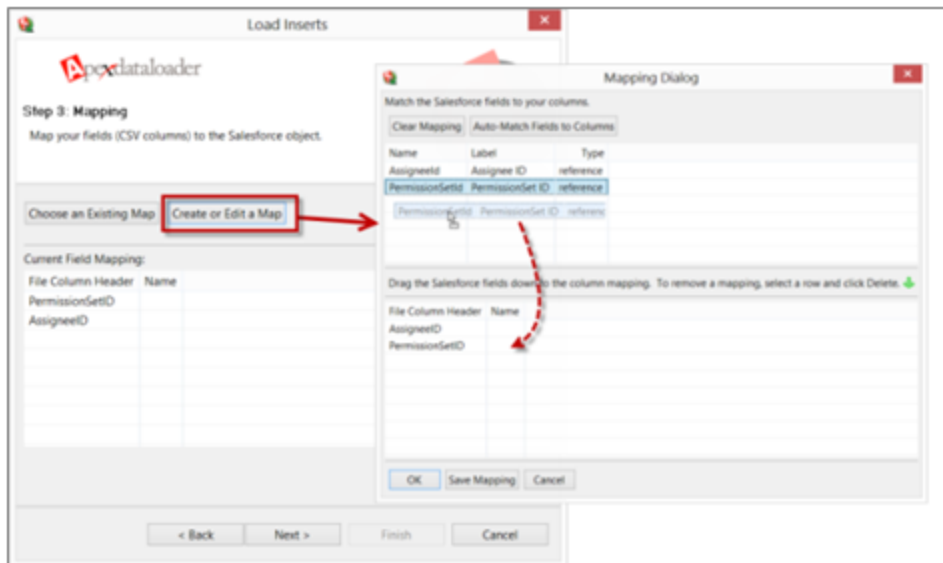 Load Inserts
Apexdataloader
Step 3: Mapping
Map your fields (CSV columns) to the Salesforce object.
Choose an Existing Map
Create or Edit a Map
Current Field Mapping:
File Column Header Name
PermissionSetID
AssigneeID
< Back
Next >
Finish
Cancel
Mapping Dialog
Match the Salesforce fields to your columns.
Clear Mapping
Auto-Match Fields to Columns
Name Label Type
AssigneeId Assignee ID reference
PermissionSetId PermissionSet ID reference
PermissionSetId PermissionSet ID referenc
Drag the Salesforce fields down to the column mapping. To remove a mapping, select a row and click Delete.
File Column Header Name
AssigneeID
PermissionSetID
OK
Save Mapping
Cancel